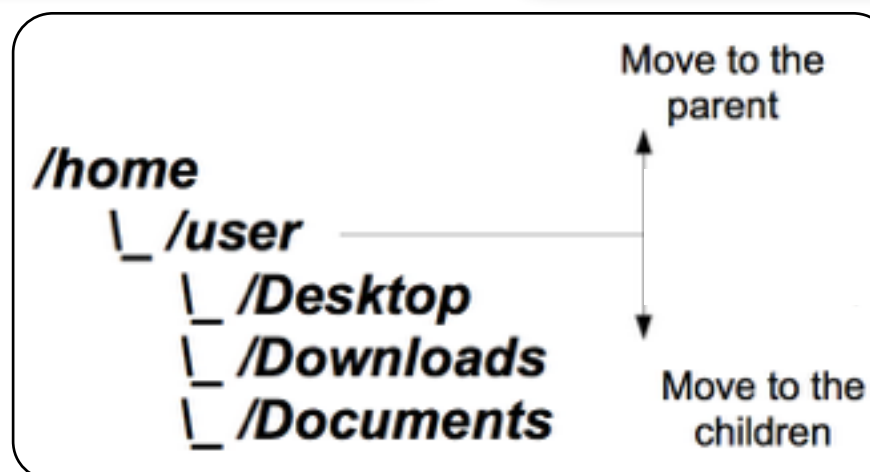 Move to the
parent
/home
\_ /user
\_ /Desktop
\_ /Downloads
\_ /Documents
Move to the
children